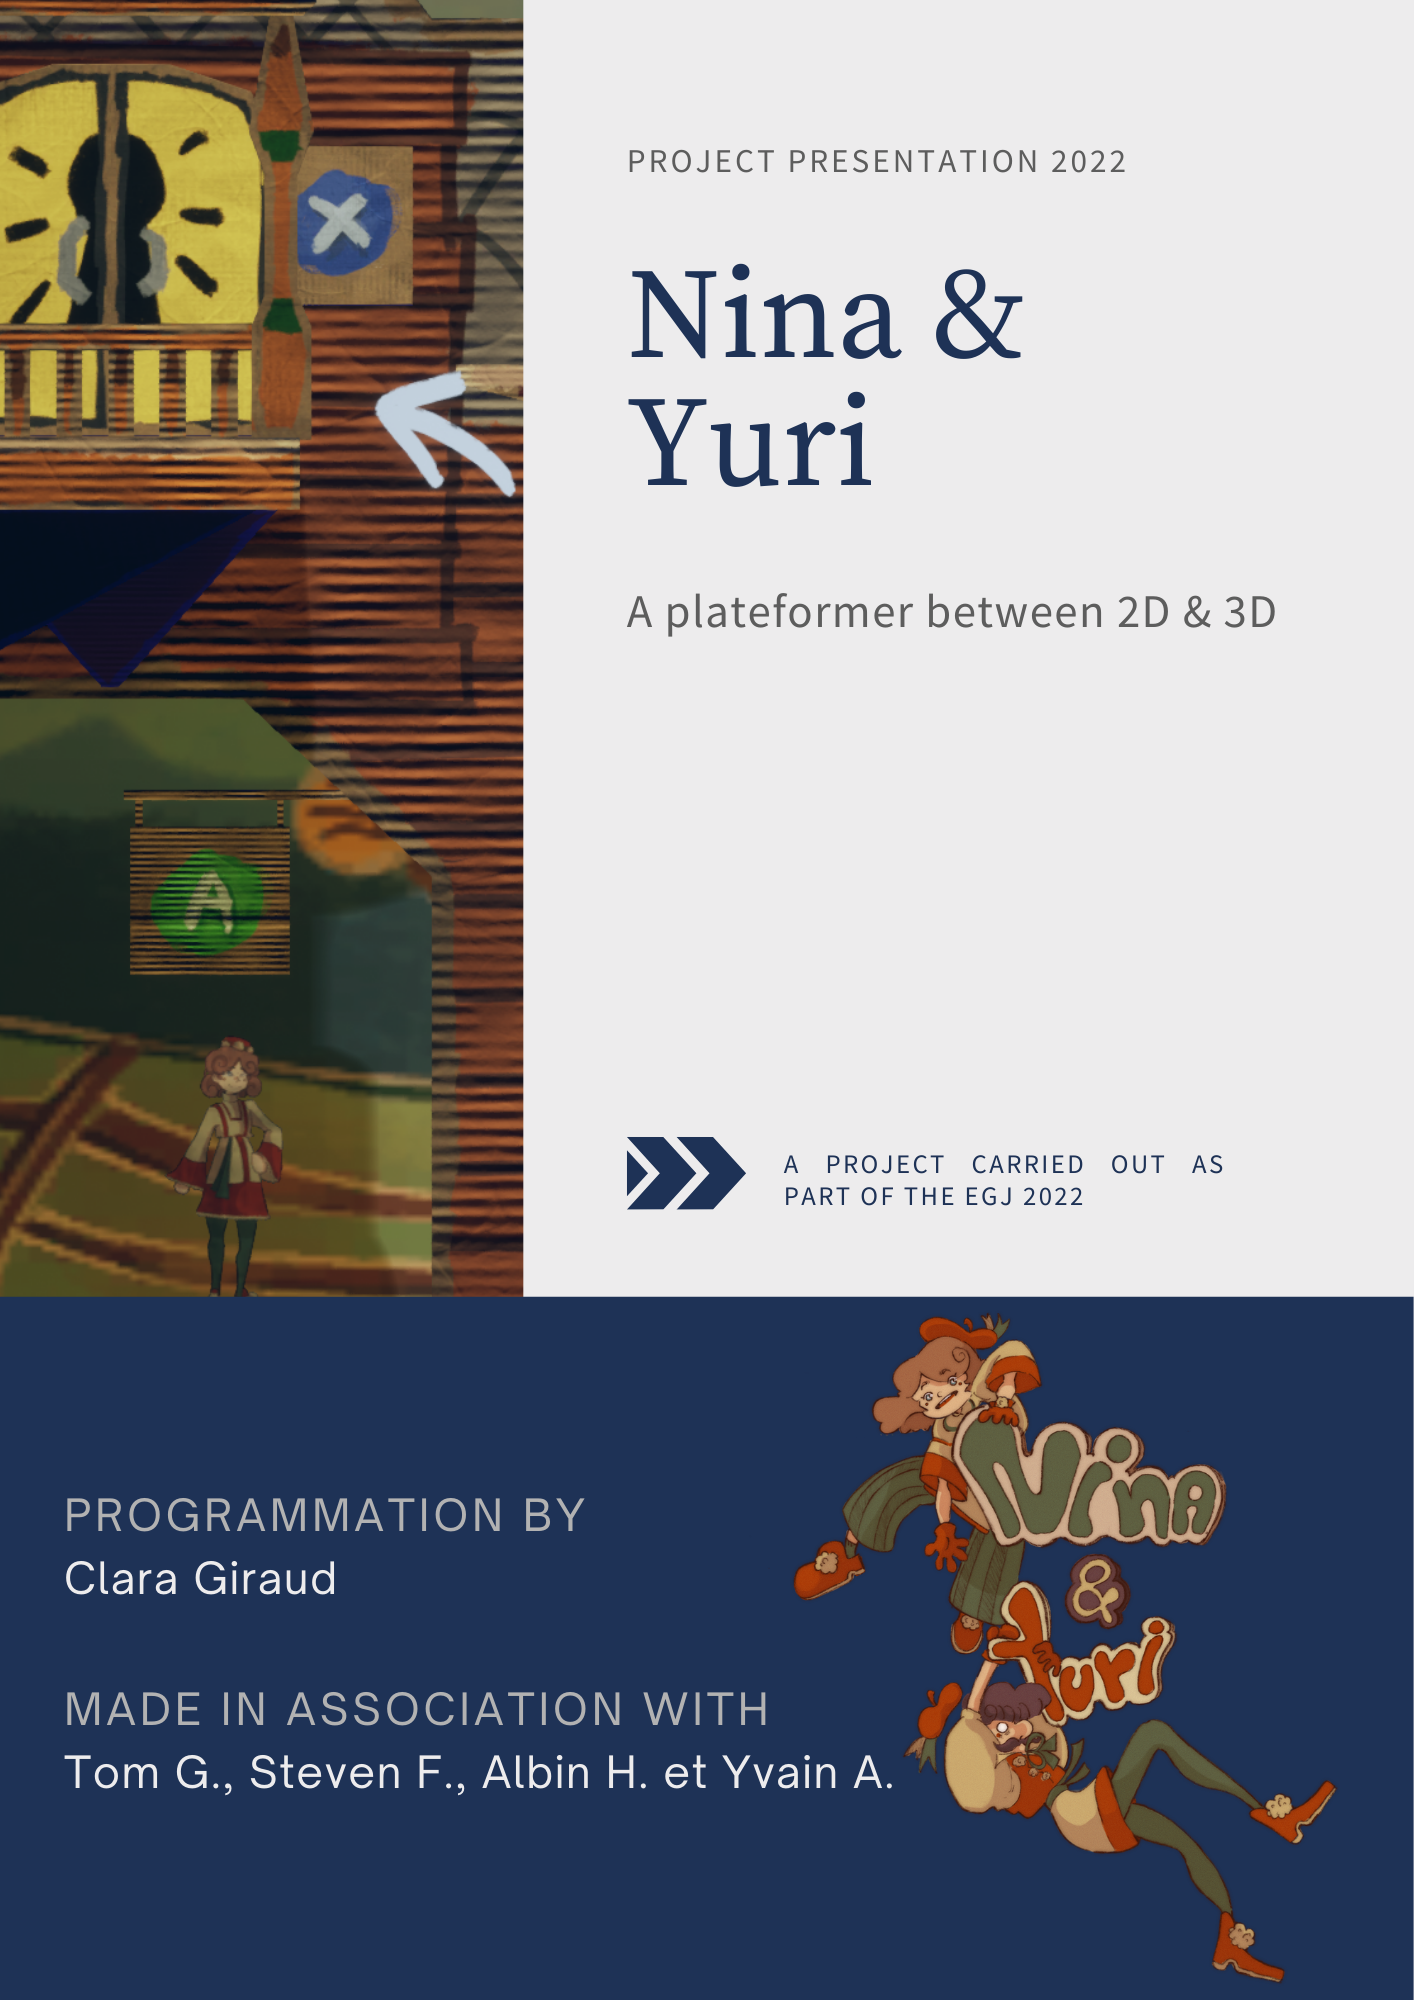 PROJECT PRESENTATION 2022
Nina &
Yuri
A plateformer between 2D & 3D
A PROJECT CARRIED OUT AS
PART OF THE EGJ 2022
A
PROGRAMMATION BY
Clara Giraud
MADE IN ASSOCIATION WITH
Tom G., Steven F., Albin H. et Yvain A.
Nina
&
Yuri